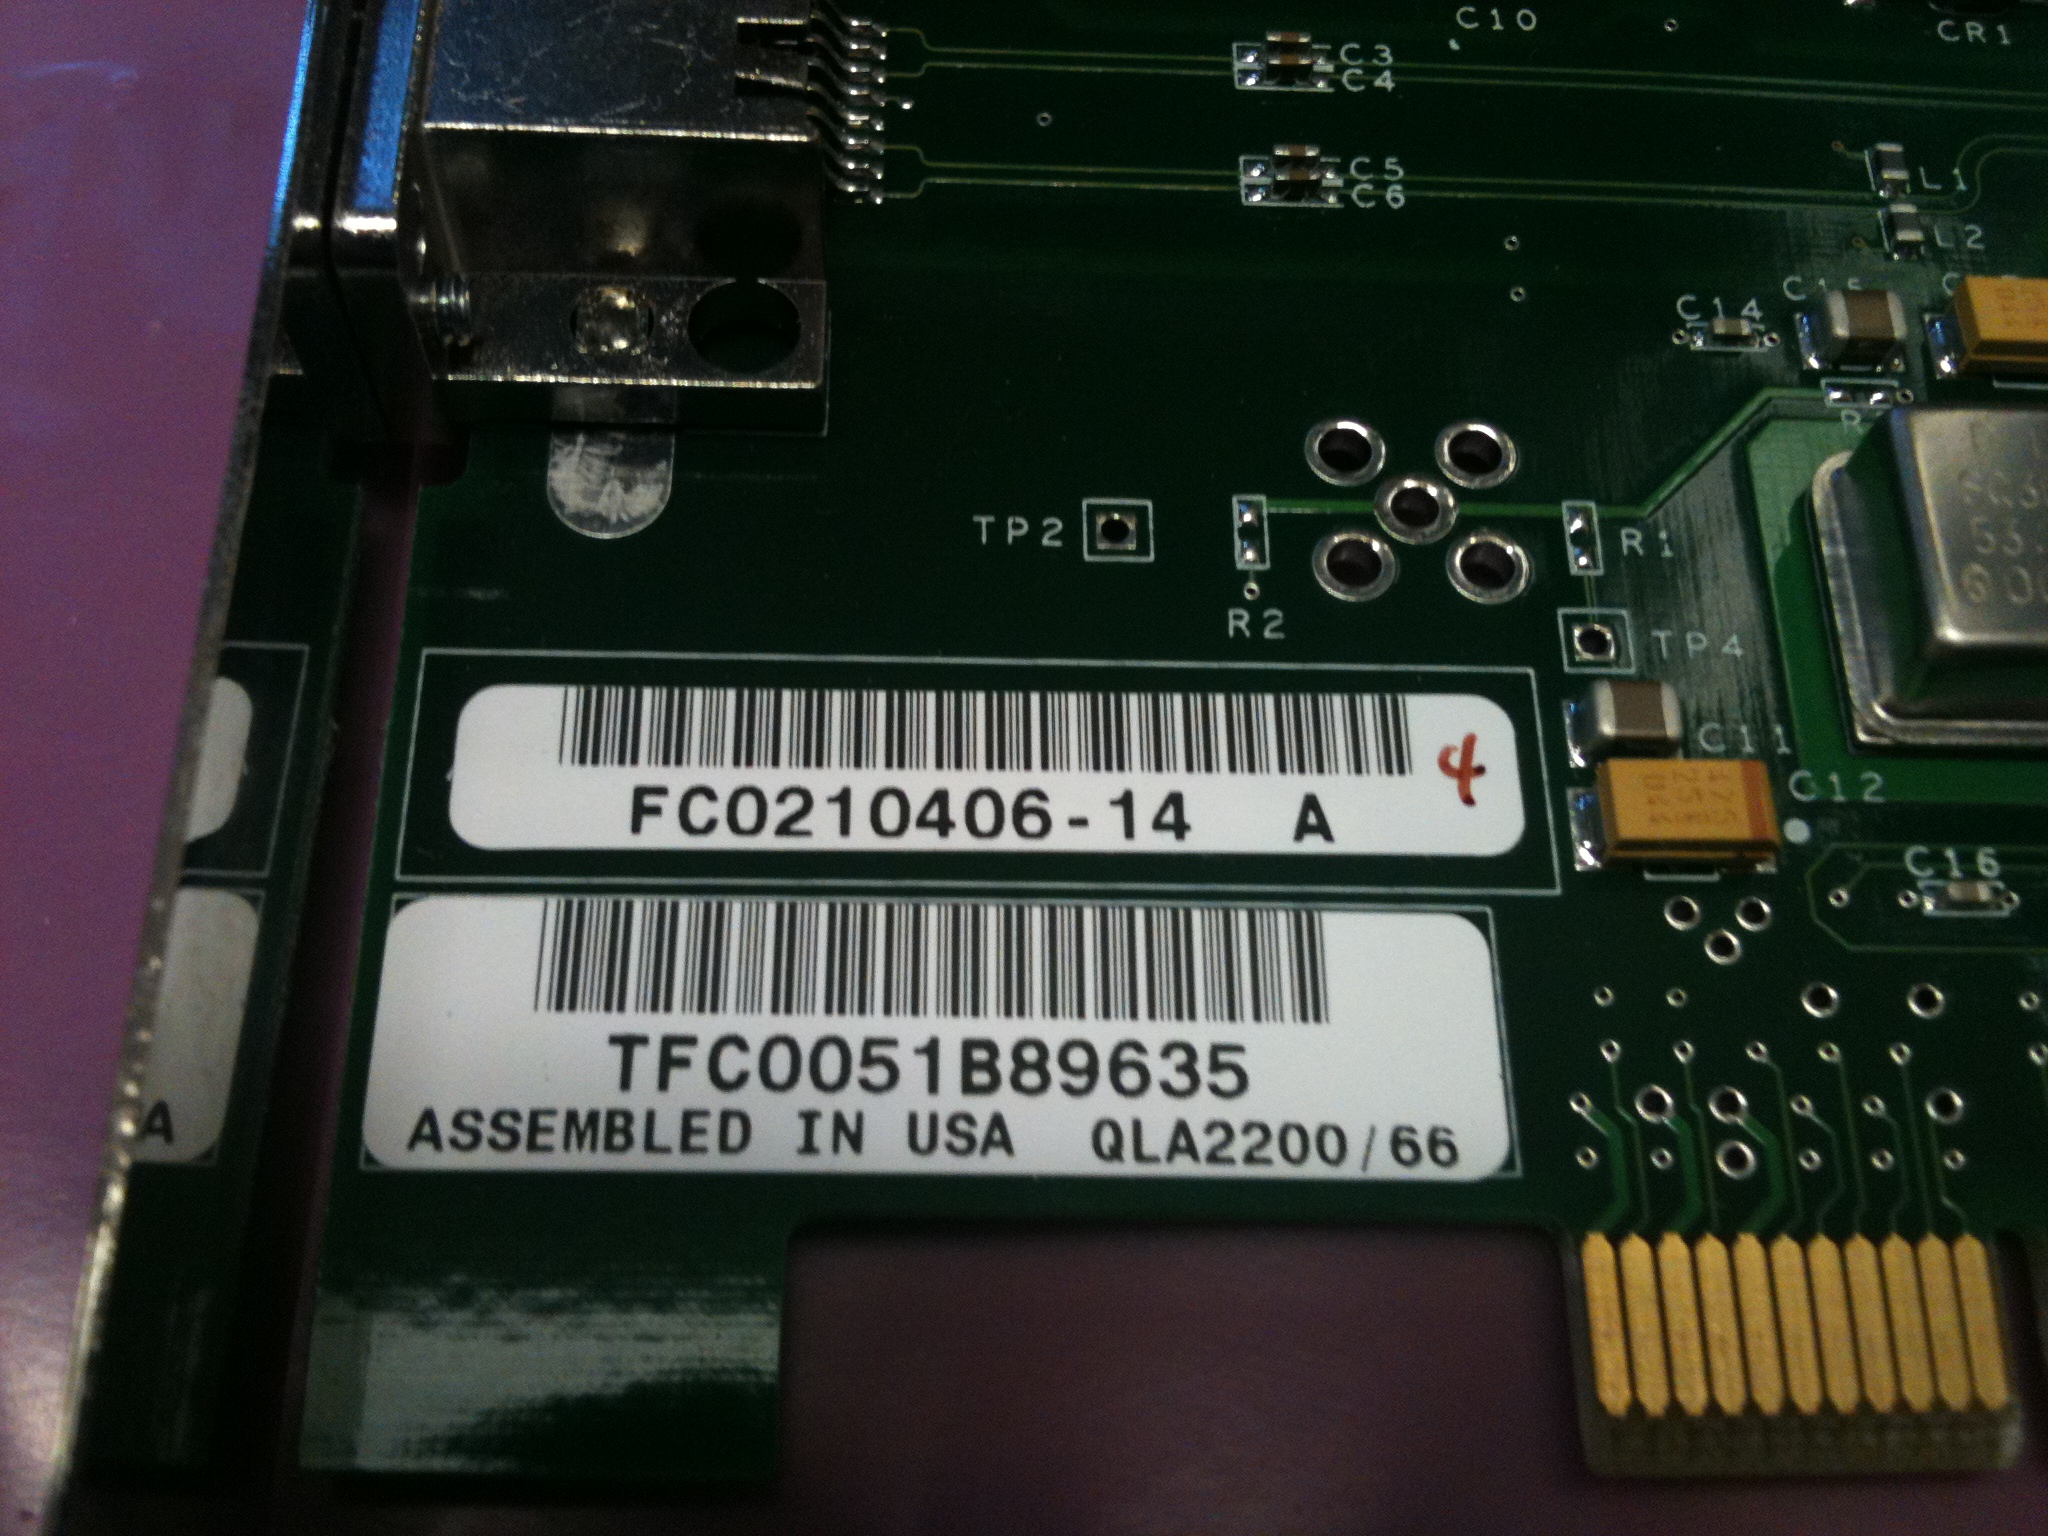 C10
CR1
C3
C4
C5
C6
L1
L2
C14
C15
TP2
R1
R2
TP4
C11
C12
C16
4
FC0210406-14 A
TFC0051B89635
ASSEMBLED IN USA QLA2200/66
A